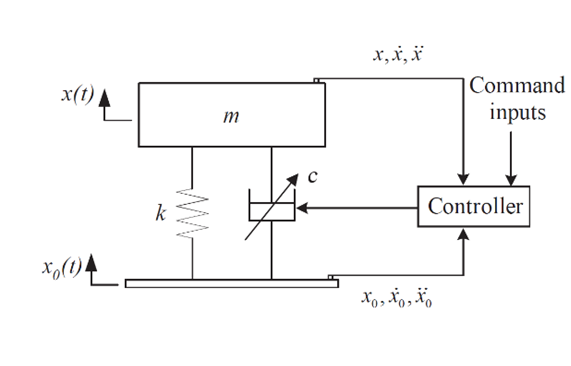 x, ẋ, ẍ
x(t)
Command
inputs
m
c
k
Controller
x₀(t)
x₀, ẋ₀, ẍ₀